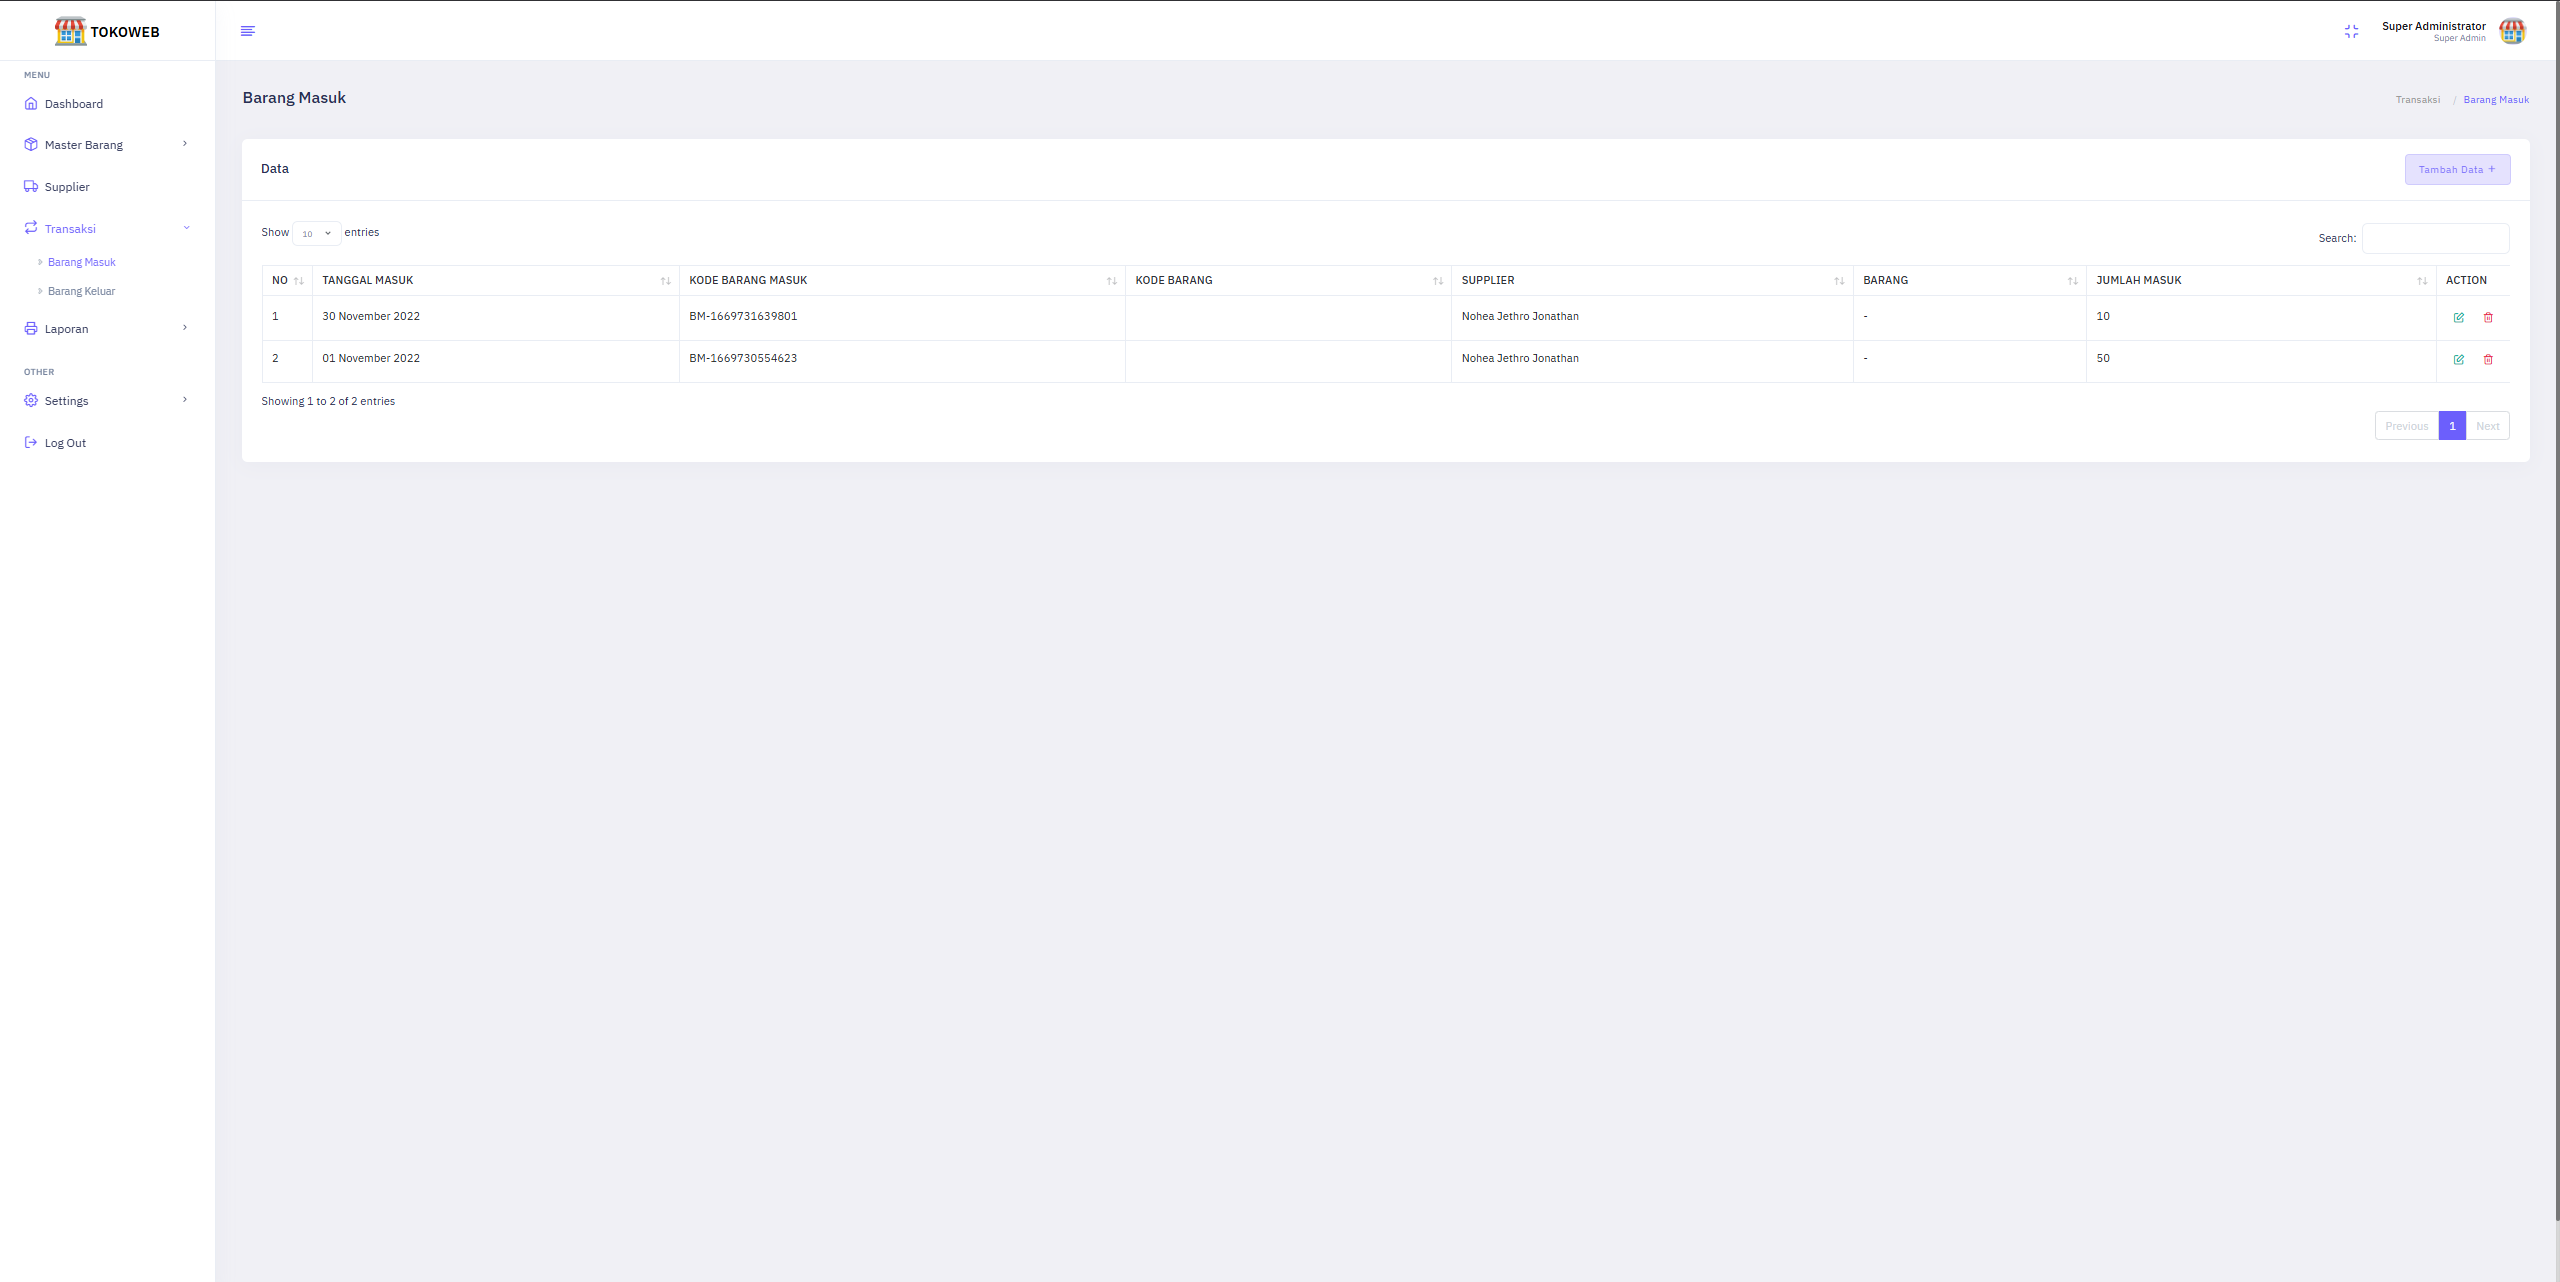 TOKOWEB
Super Administrator
Super Admin
MENU
Dashboard
Master Barang
Supplier
Transaksi
Barang Masuk
Barang Keluar
Laporan
OTHER
Settings
Log Out
Barang Masuk
Transaksi / Barang Masuk
Data
Tambah Data +
Show 10 entries
Search:
NO TANGGAL MASUK KODE BARANG MASUK KODE BARANG SUPPLIER BARANG JUMLAH MASUK ACTION
1 30 November 2022 BM-1669731639801 Nohea Jethro Jonathan - 10
2 01 November 2022 BM-1669730554623 Nohea Jethro Jonathan - 50
Showing 1 to 2 of 2 entries
Previous 1 Next